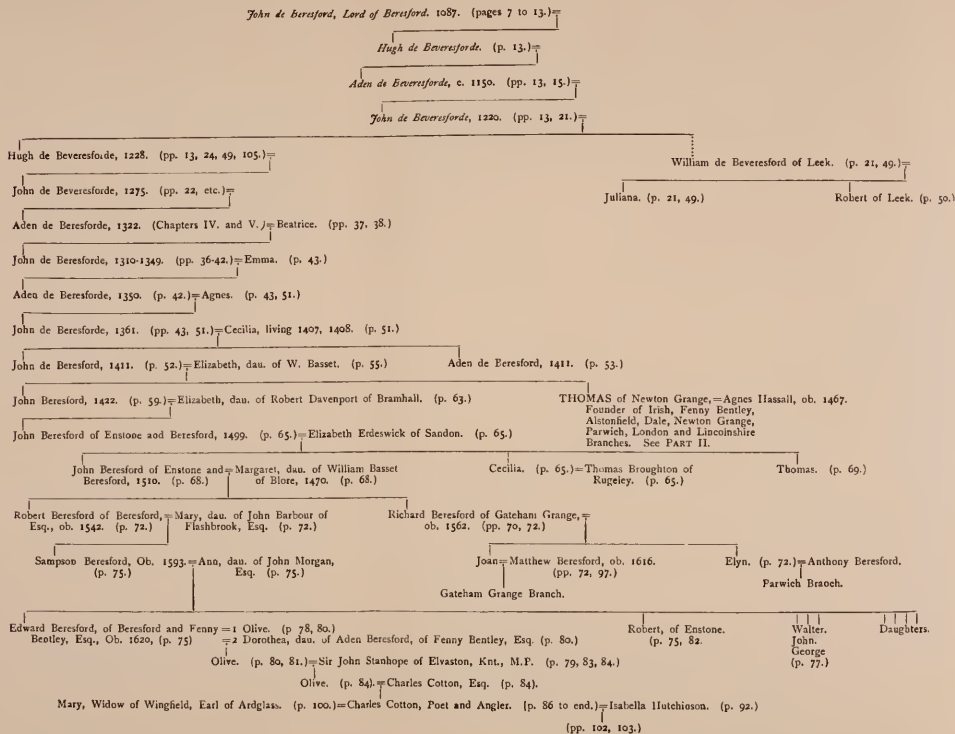 John de Beresford, Lord of Beresford. 1087. (pages 7 to 13.)=
Hugh de Beveresforde. (p. 13.)=
Aden de Beveresforde, c. 1150. (pp. 13, 15.)=
John de Beveresforde, 1220. (pp. 13, 21.)=
Hugh de Beveresforde, 1228. (pp. 13, 24, 49, 105.)=
William de Beveresford of Leek. (p. 21, 49.)=
John de Beveresforde, 1275. (pp. 22, etc.)=
Juliana. (p. 21, 49.) Robert of Leek. (p. 50.)
Aden de Beresforde, 1322. (Chapters IV. and V.)=Beatrice. (pp. 37, 38.)
John de Beresforde, 1310-1349. (pp. 36-42.)=Emma. (p. 43.)
Aden de Beresforde, 1350. (p. 42.)=Agnes. (p. 43, 51.)
John de Beresforde, 1361. (pp. 43, 51.)=Cecilia, living 1407, 1408. (p. 51.)
John de Beresford, 1411. (p. 52.)=Elizabeth, dau. of W. Basset. (p. 55.) Aden de Beresford, 1411. (p. 53.)
John Beresford, 1422. (p. 59.)=Elizabeth, dau. of Robert Davenport of Bramhall. (p. 63.)
THOMAS of Newton Grange,=Agnes Hassall, ob. 1467.
Founder of Irish, Fenny Bentley,
Alstonfield, Dale, Newton Grange,
Parwich, London and Lincolnshire
Branches. See PART II.
John Beresford of Enstone and Beresford, 1499. (p. 65.)=Elizabeth Erdeswick of Sandon. (p. 65.)
John Beresford of Enstone and=Margaret, dau. of William Basset
Beresford, 1510. (p. 68.) of Blore, 1470. (p. 68.)
Cecilia. (p. 65.)=Thomas Broughton of
Rugeley. (p. 65.)
Thomas. (p. 69.)
Robert Beresford of Beresford,=Mary, dau. of John Barbour of
Esq., ob. 1542. (p. 72.) Flashbrook, Esq. (p. 72.)
Richard Beresford of Gateham Grange,=
ob. 1562. (pp. 70, 72.)
Sampson Beresford, Ob. 1593.=Ann, dau. of John Morgan,
(p. 75.) Esq. (p. 75.)
Joan=Matthew Beresford, ob. 1616.
(pp. 72, 97.)
Gateham Grange Branch.
Elyn. (p. 72.)=Anthony Beresford.
Parwich Branch.
Edward Beresford, of Beresford and Fenny=1 Olive. (p 78, 80.)
Bentley, Esq., Ob. 1620, (p. 75) =2 Dorothea, dau. of Aden Beresford, of Fenny Bentley, Esq. (p. 80.)
Robert, of Enstone.
(p. 75, 82.
Walter.
John.
George
(p. 77.)
Daughters.
Olive. (p. 80, 81.)=Sir John Stanhope of Elvaston, Knt., M.P. (p. 79, 83, 84.)
Olive. (p. 84).=Charles Cotton, Esq. (p. 84).
Mary, Widow of Wingfield, Earl of Ardglass. (p. 100.)=Charles Cotton, Poet and Angler. (p. 86 to end.)=Isabella Hutchinson. (p. 92.)
(pp. 102, 103.)